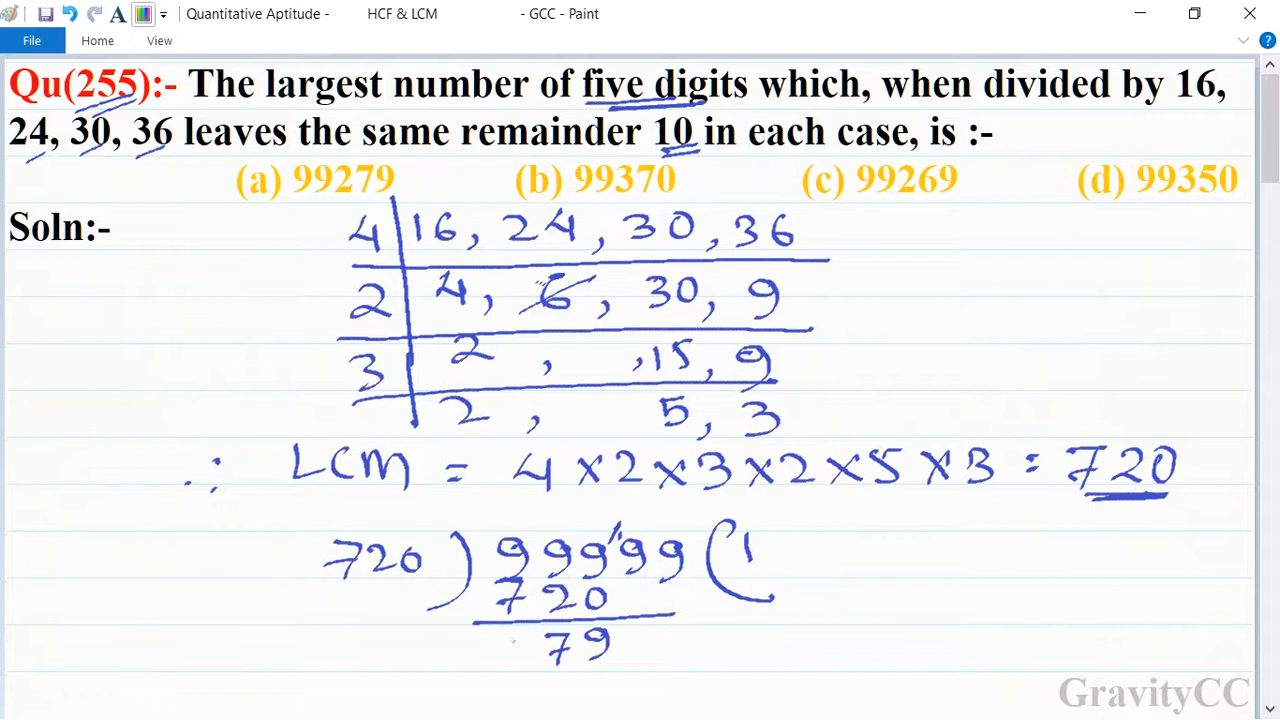 Quantitative Aptitude - HCF & LCM - GCC - Paint
File Home View
Qu(255):- The largest number of five digits which, when divided by 16,
24, 30, 36 leaves the same remainder 10 in each case, is :-
(a) 99279 (b) 99370 (c) 99269 (d) 99350
Soln:-
4 | 16, 24, 30, 36
2 | 4, 6, 30, 9
3 | 2, , 15, 9
2, 5, 3
∴ LCM = 4×2×3×2×5×3 = 720
720 ) 99999 ( 1
720
79
GravityCC